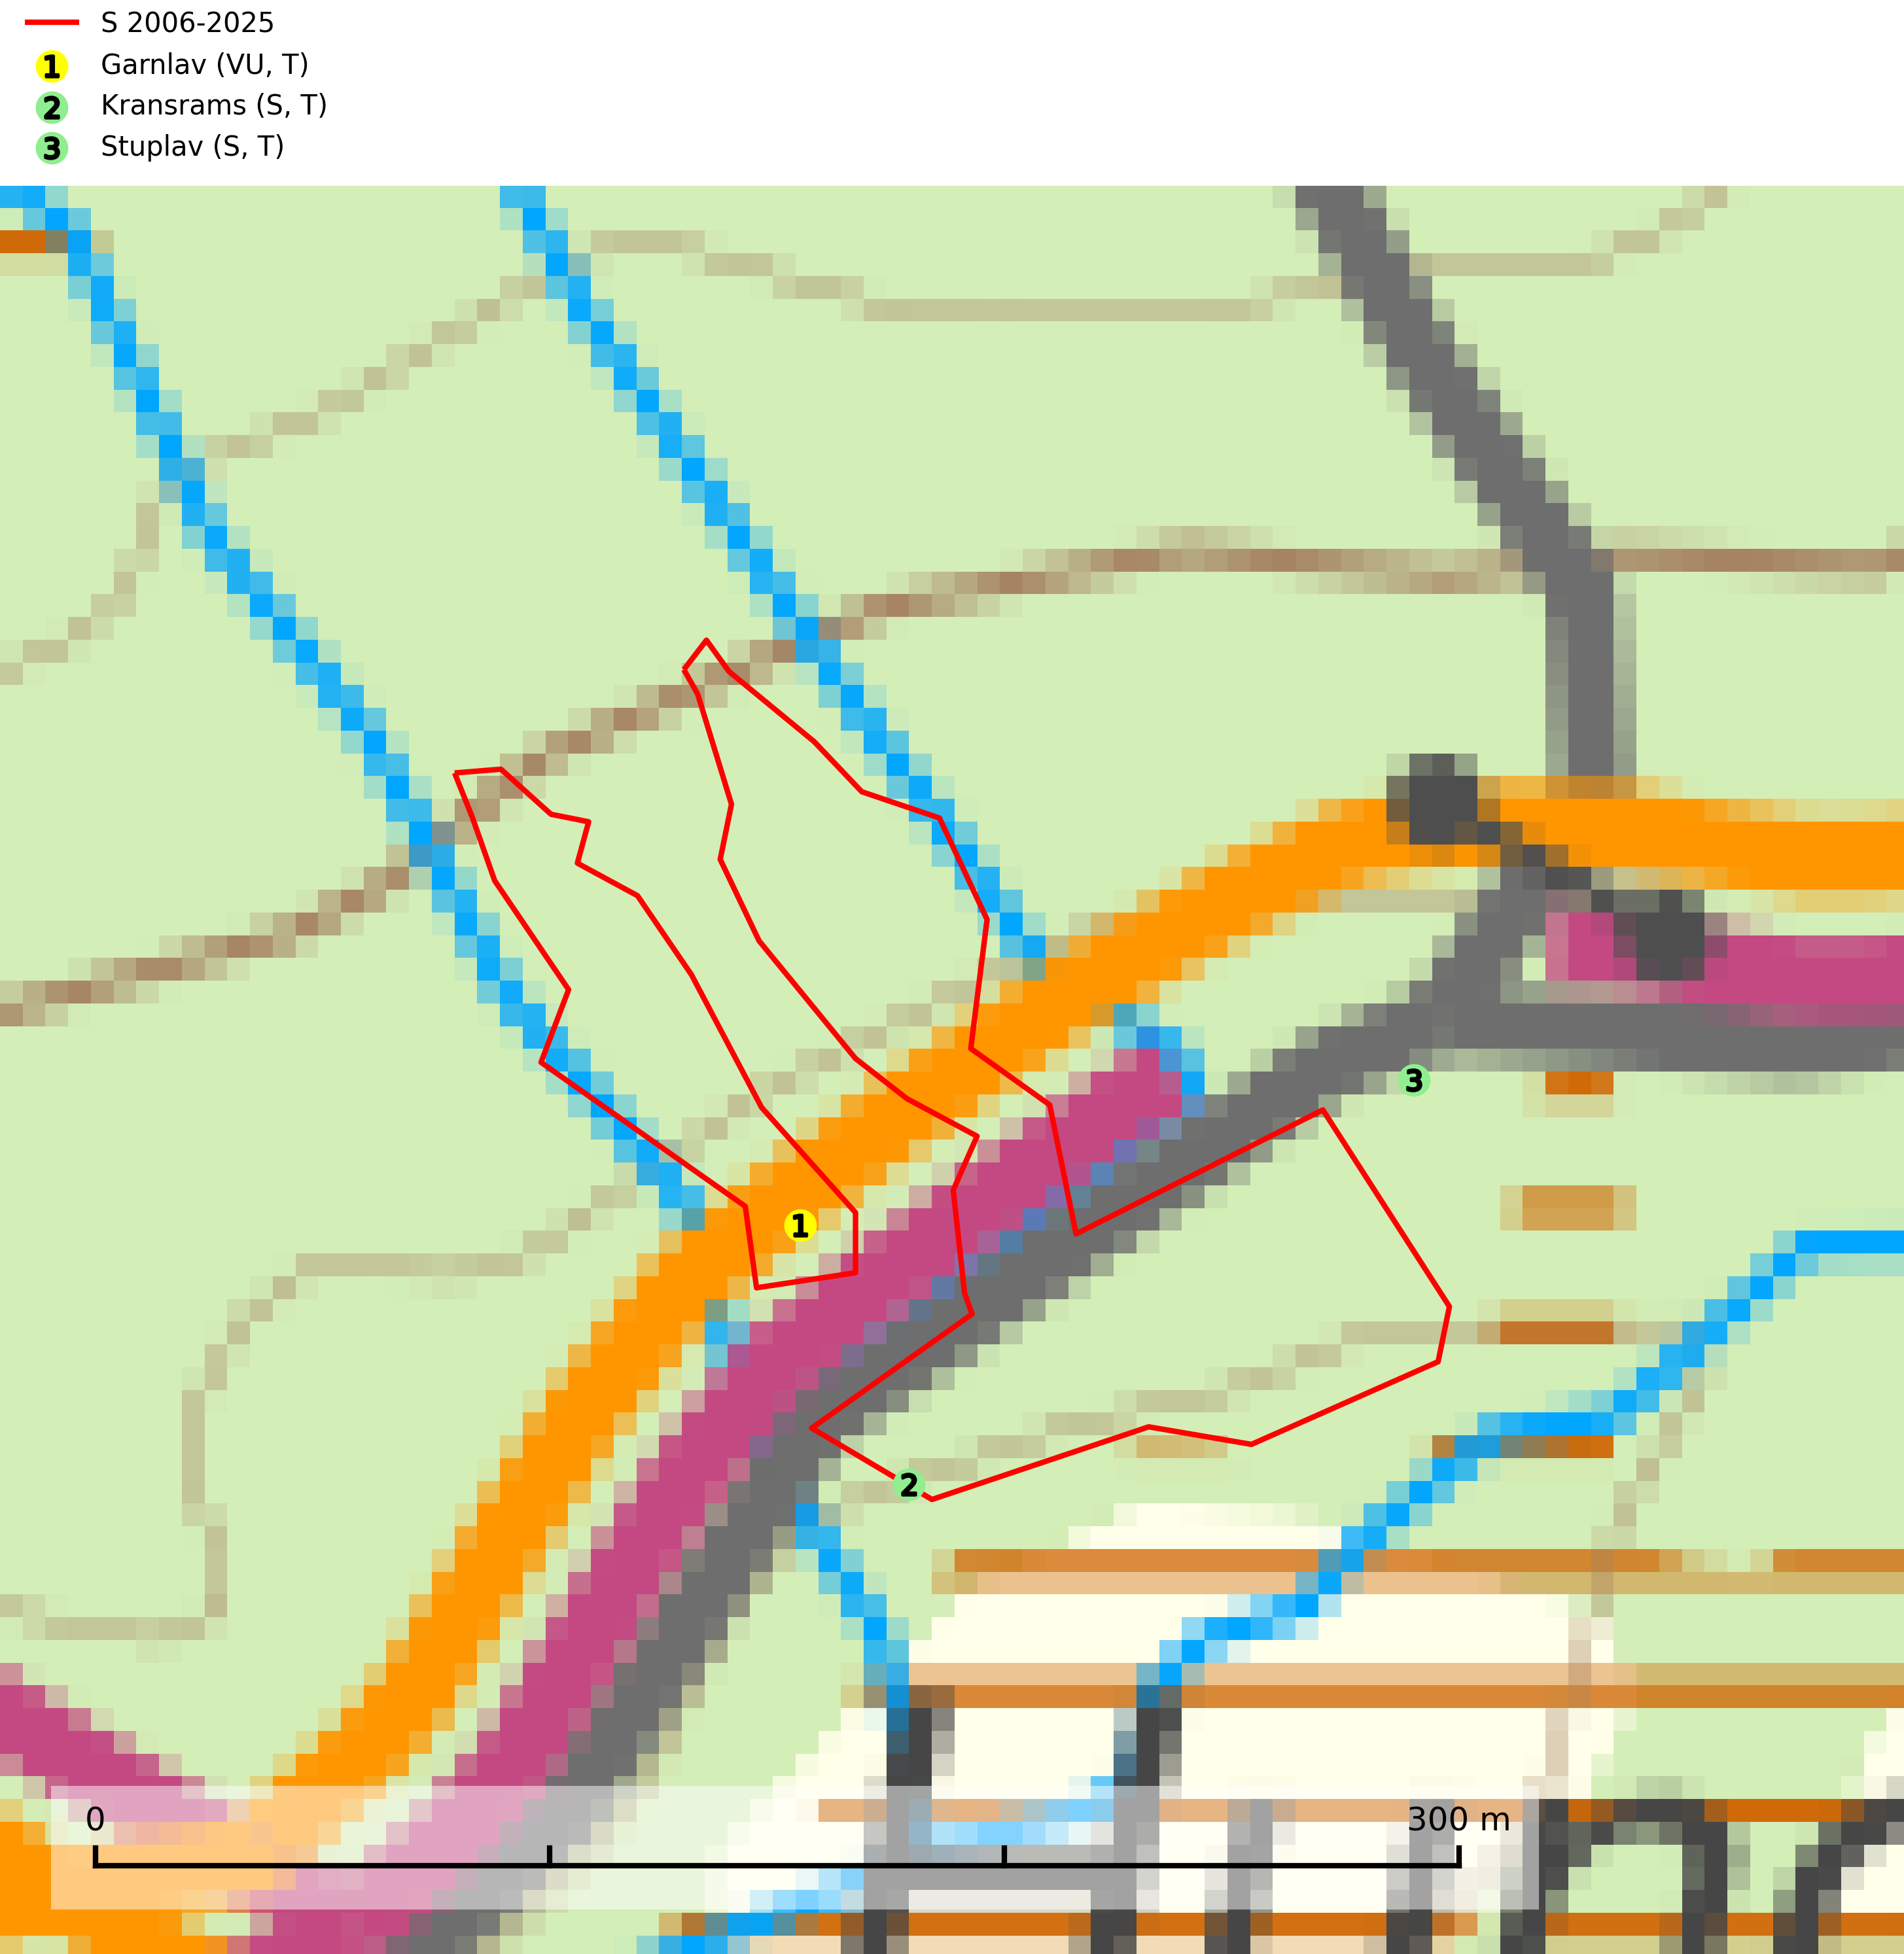 S 2006-2025
1 Garnlav (VU, T)
2 Kransrams (S, T)
3 Stuplav (S, T)
3
1
2
0 300 m